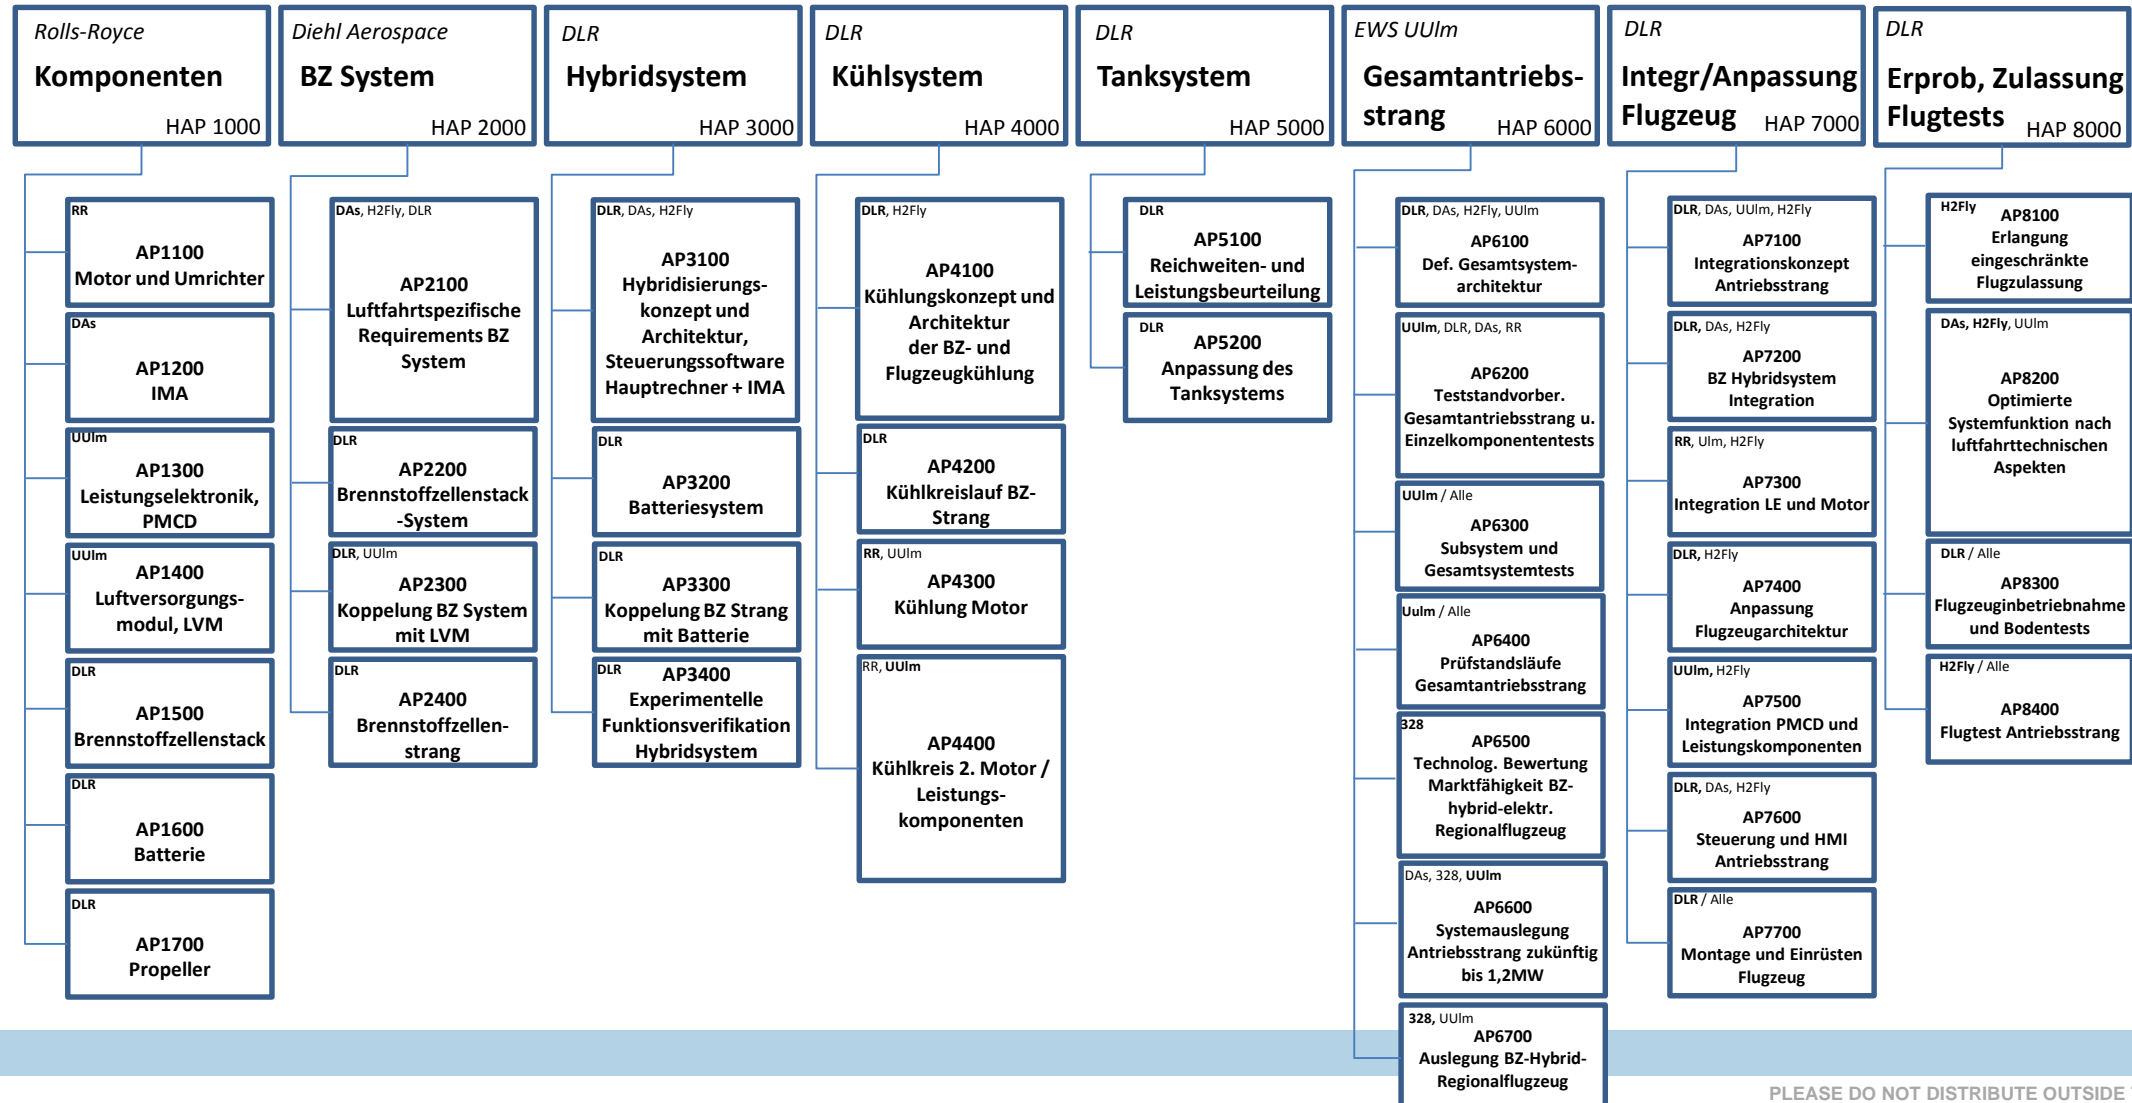 Rolls-Royce
Komponenten
HAP 1000
RR
AP1100
Motor und Umrichter
DAs
AP1200
IMA
UUlm
AP1300
Leistungselektronik,
PMCD
UUlm
AP1400
Luftversorgungs-
modul, LVM
DLR
AP1500
Brennstoffzellenstack
DLR
AP1600
Batterie
DLR
AP1700
Propeller
Diehl Aerospace
BZ System
HAP 2000
DAs, H2Fly, DLR
AP2100
Luftfahrtspezifische
Requirements BZ
System
DLR
AP2200
Brennstoffzellenstack
-System
DLR, UUlm
AP2300
Koppelung BZ System
mit LVM
DLR
AP2400
Brennstoffzellen-
strang
DLR
Hybridsystem
HAP 3000
DLR, DAs, H2Fly
AP3100
Hybridisierungs-
konzept und
Architektur,
Steuerungssoftware
Hauptrechner + IMA
DLR
AP3200
Batteriesystem
DLR
AP3300
Koppelung BZ Strang
mit Batterie
DLR
AP3400
Experimentelle
Funktionsverifikation
Hybridsystem
DLR
Kühlsystem
HAP 4000
DLR, H2Fly
AP4100
Kühlungskonzept und
Architektur
der BZ- und
Flugzeugkühlung
DLR
AP4200
Kühlkreislauf BZ-
Strang
RR, UUlm
AP4300
Kühlung Motor
RR, UUlm
AP4400
Kühlkreis 2. Motor /
Leistungs-
komponenten
DLR
Tanksystem
HAP 5000
DLR
AP5100
Reichweiten- und
Leistungsbeurteilung
DLR
AP5200
Anpassung des
Tanksystems
EWS UUlm
Gesamtantriebs-
strang
HAP 6000
DLR, DAs, H2Fly, UUlm
AP6100
Def. Gesamtsystem-
architektur
UUlm, DLR, DAs, RR
AP6200
Teststandvorber.
Gesamtantriebsstrang u.
Einzelkomponententests
UUlm / Alle
AP6300
Subsystem und
Gesamtsystemtests
Uulm / Alle
AP6400
Prüfstandsläufe
Gesamtantriebsstrang
328
AP6500
Technolog. Bewertung
Marktfähigkeit BZ-
hybrid-elektr.
Regionalflugzeug
DAs, 328, UUlm
AP6600
Systemauslegung
Antriebsstrang zukünftig
bis 1,2MW
328, UUlm
AP6700
Auslegung BZ-Hybrid-
Regionalflugzeug
DLR
Integr/Anpassung
Flugzeug
HAP 7000
DLR, DAs, UUlm, H2Fly
AP7100
Integrationskonzept
Antriebsstrang
DLR, DAs, H2Fly
AP7200
BZ Hybridsystem
Integration
RR, Ulm, H2Fly
AP7300
Integration LE und Motor
DLR, H2Fly
AP7400
Anpassung
Flugzeugarchitektur
UUlm, H2Fly
AP7500
Integration PMCD und
Leistungskomponenten
DLR, DAs, H2Fly
AP7600
Steuerung und HMI
Antriebsstrang
DLR / Alle
AP7700
Montage und Einrüsten
Flugzeug
DLR
Erprob, Zulassung
Flugtests
HAP 8000
H2Fly
AP8100
Erlangung
eingeschränkte
Flugzulassung
DAs, H2Fly, UUlm
AP8200
Optimierte
Systemfunktion nach
luftfahrttechnischen
Aspekten
DLR / Alle
AP8300
Flugzeuginbetriebnahme
und Bodentests
H2Fly / Alle
AP8400
Flugtest Antriebsstrang
PLEASE DO NOT DISTRIBUTE OUTSIDE